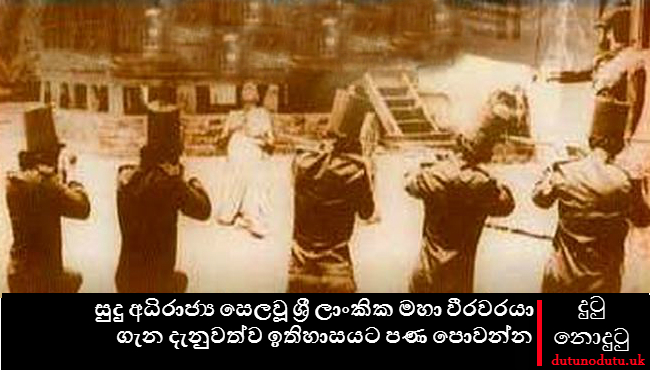 සුදු අධිරාජ්‍ය සෙලවූ ශ්‍රී ලාංකික මහා වීරවරයා
ගැන දැනුවත්ව ඉතිහාසයට පණ පොවන්න
දුටු
නොදුටු
dutunodutu.uk